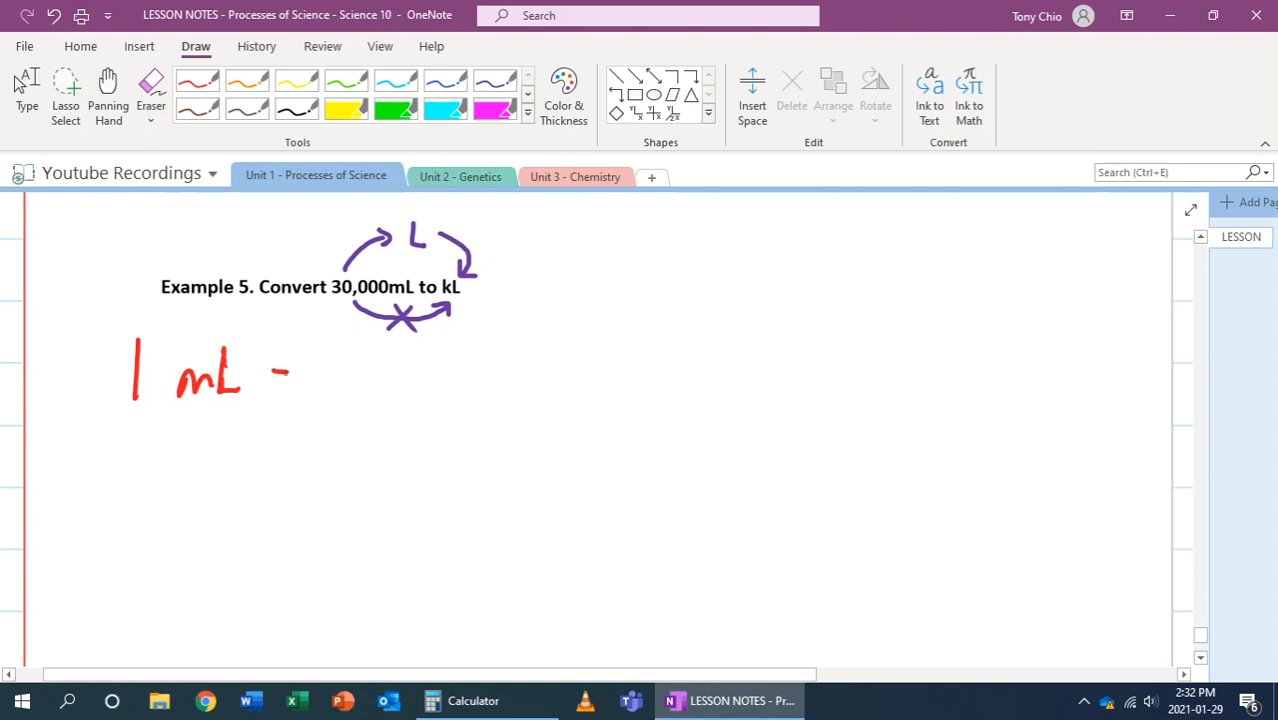 LESSON NOTES - Processes of Science - Science 10 - OneNote
Search
Tony Chio
File Home Insert Draw History Review View Help
Type
Lasso Select
Panning Hand
Eraser
Color & Thickness
Insert Space
Delete
Arrange
Rotate
Ink to Text
Ink to Math
Tools
Shapes
Edit
Convert
Youtube Recordings
Unit 1 - Processes of Science
Unit 2 - Genetics
Unit 3 - Chemistry
Search (Ctrl+E)
Add Pag
LESSON
L
Example 5. Convert 30,000mL to kL
1 mL -
Calculator
LESSON NOTES - Pr...
2:32 PM
2021-01-29
6